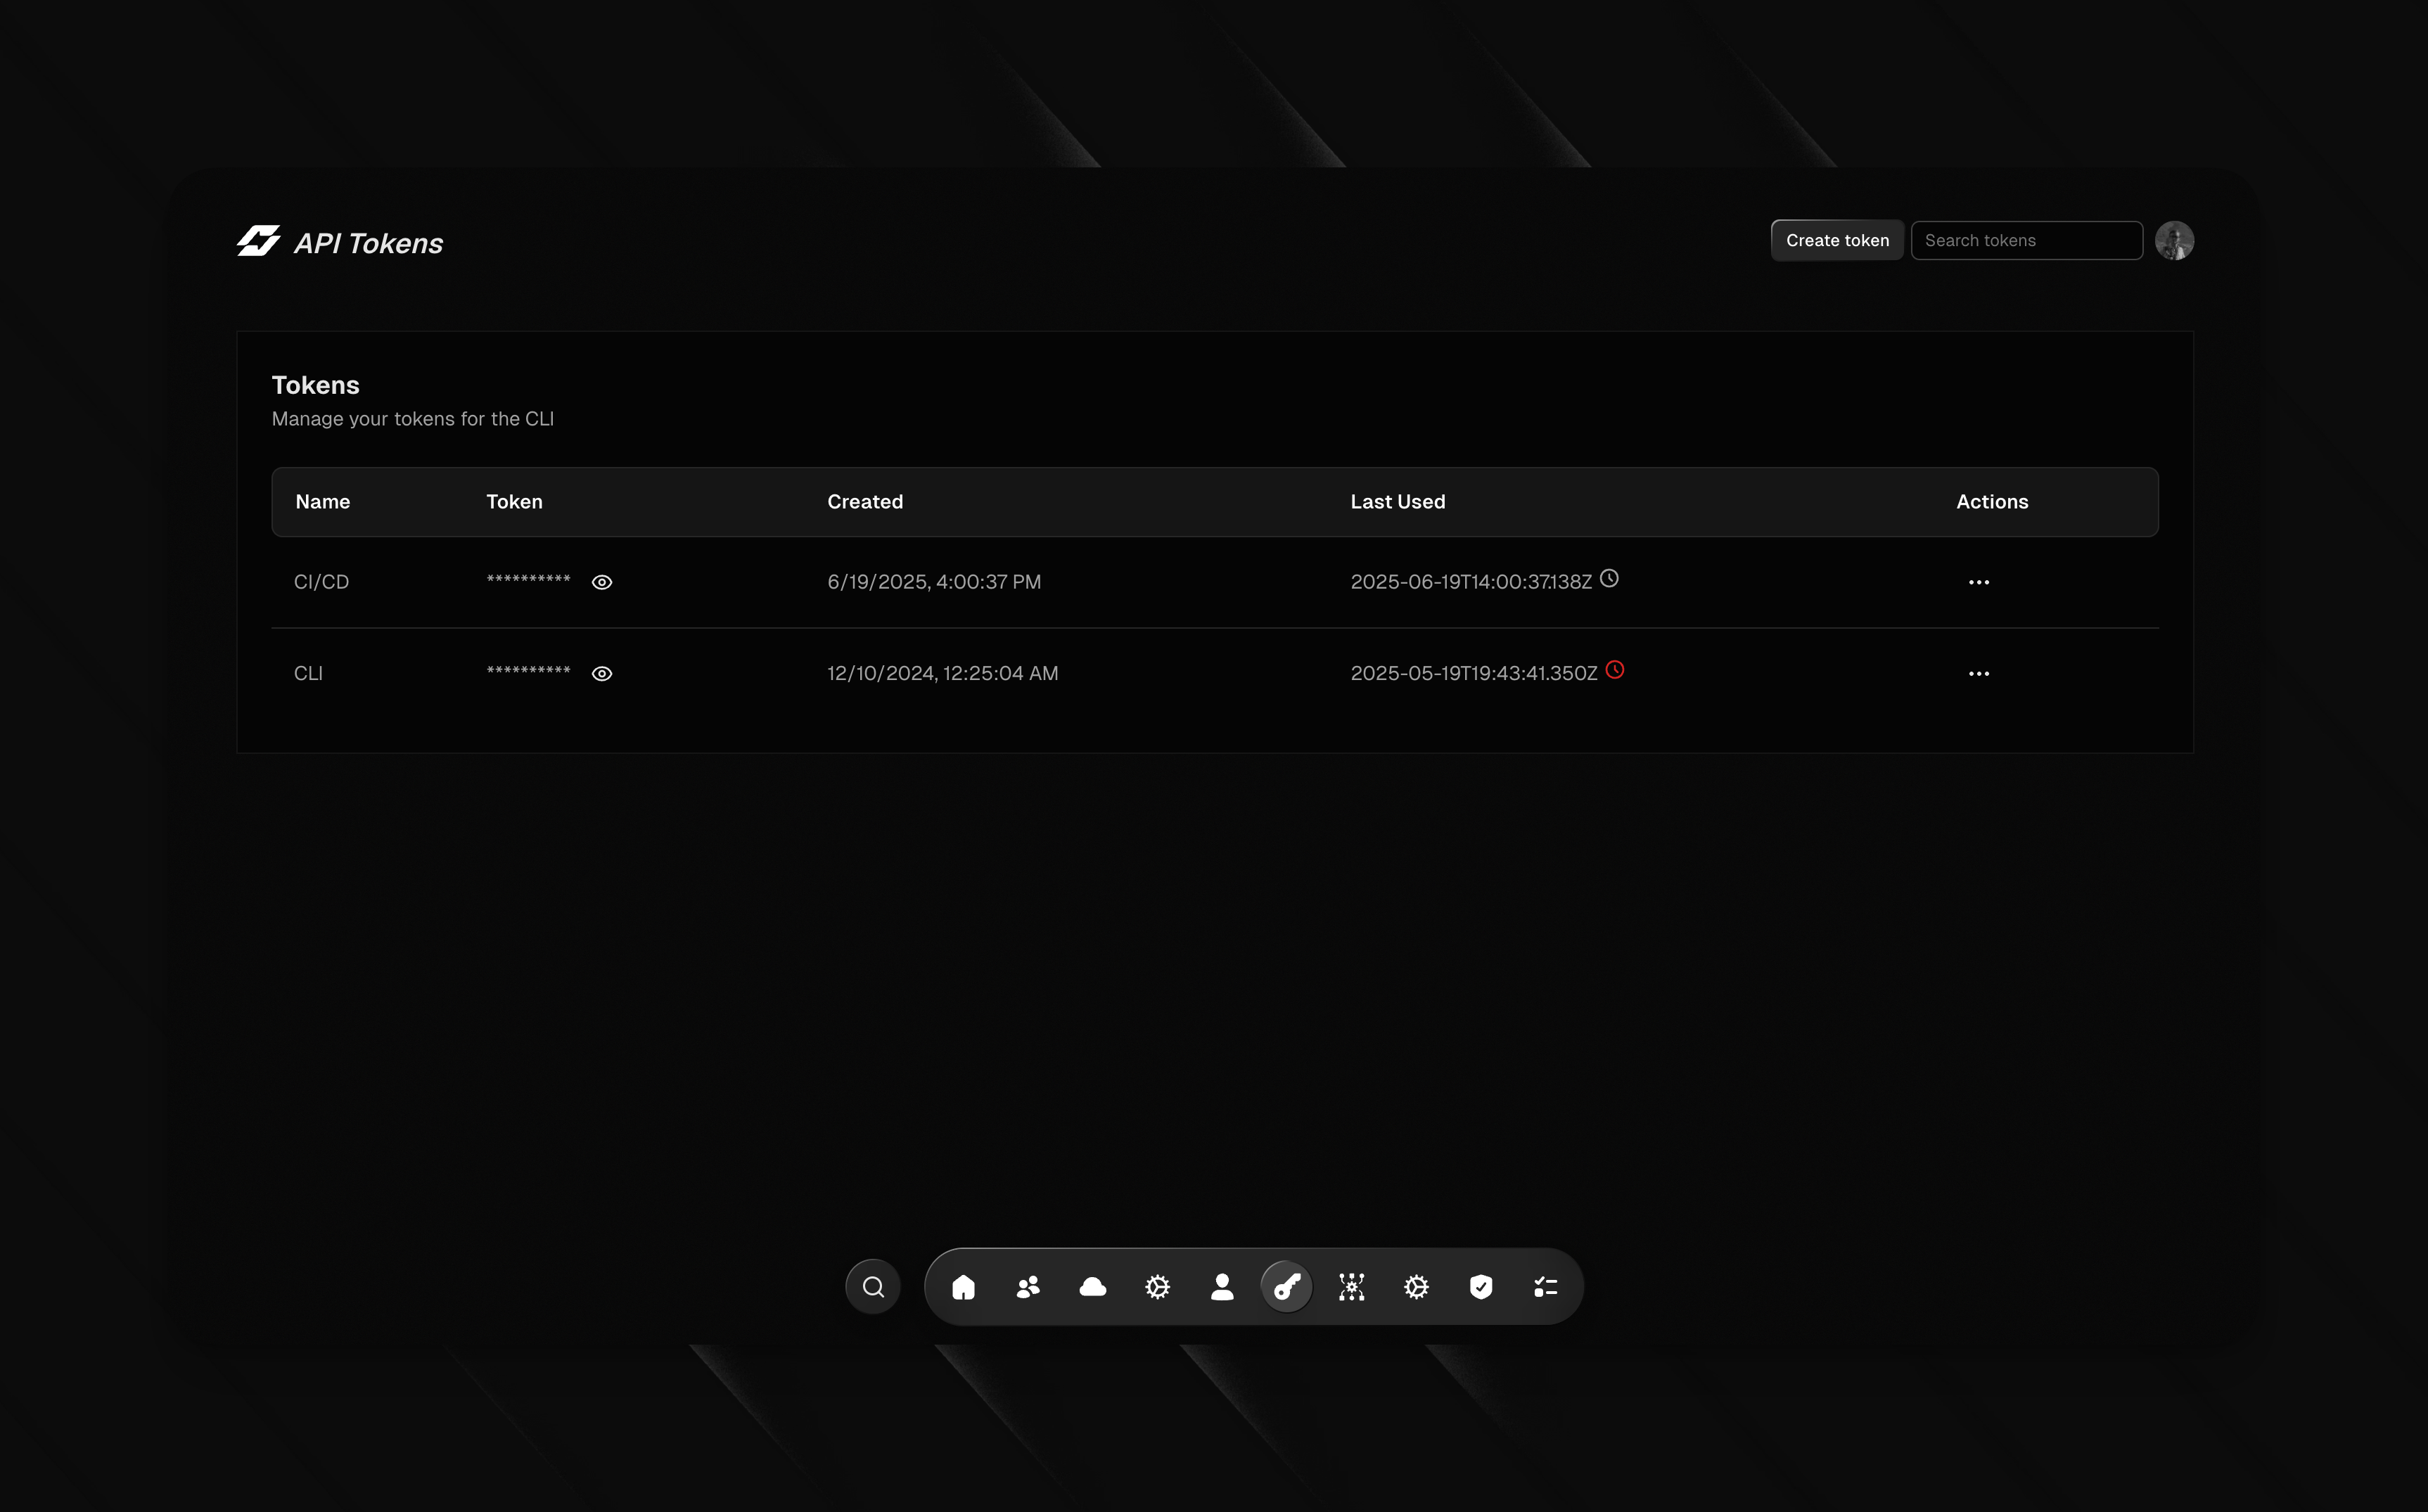 API Tokens
Create token
Search tokens
Tokens
Manage your tokens for the CLI
Name Token Created Last Used Actions
CI/CD ********** 6/19/2025, 4:00:37 PM 2025-06-19T14:00:37.138Z
CLI ********** 12/10/2024, 12:25:04 AM 2025-05-19T19:43:41.350Z